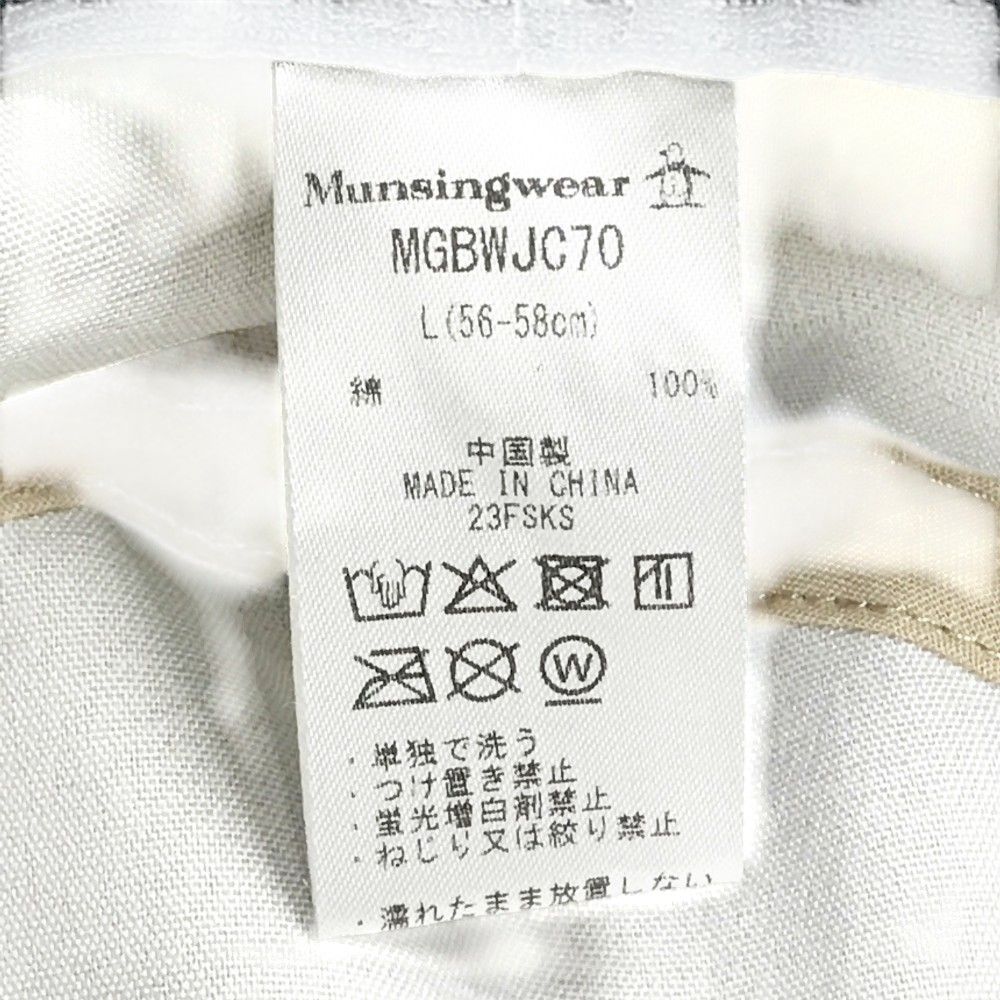 Munsingwear
MGBWJC70
L(56-58cm)
綿 100%
中国製
MADE IN CHINA
23FSKS
W
・単独で洗う
・つけ置き禁止
・蛍光増白剤禁止
・ねじり又は絞り禁止
・濡れたまま放置しない